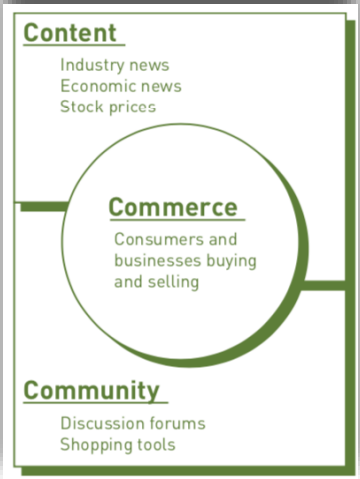 Content
Industry news
Economic news
Stock prices
Commerce
Consumers and
businesses buying
and selling
Community
Discussion forums
Shopping tools